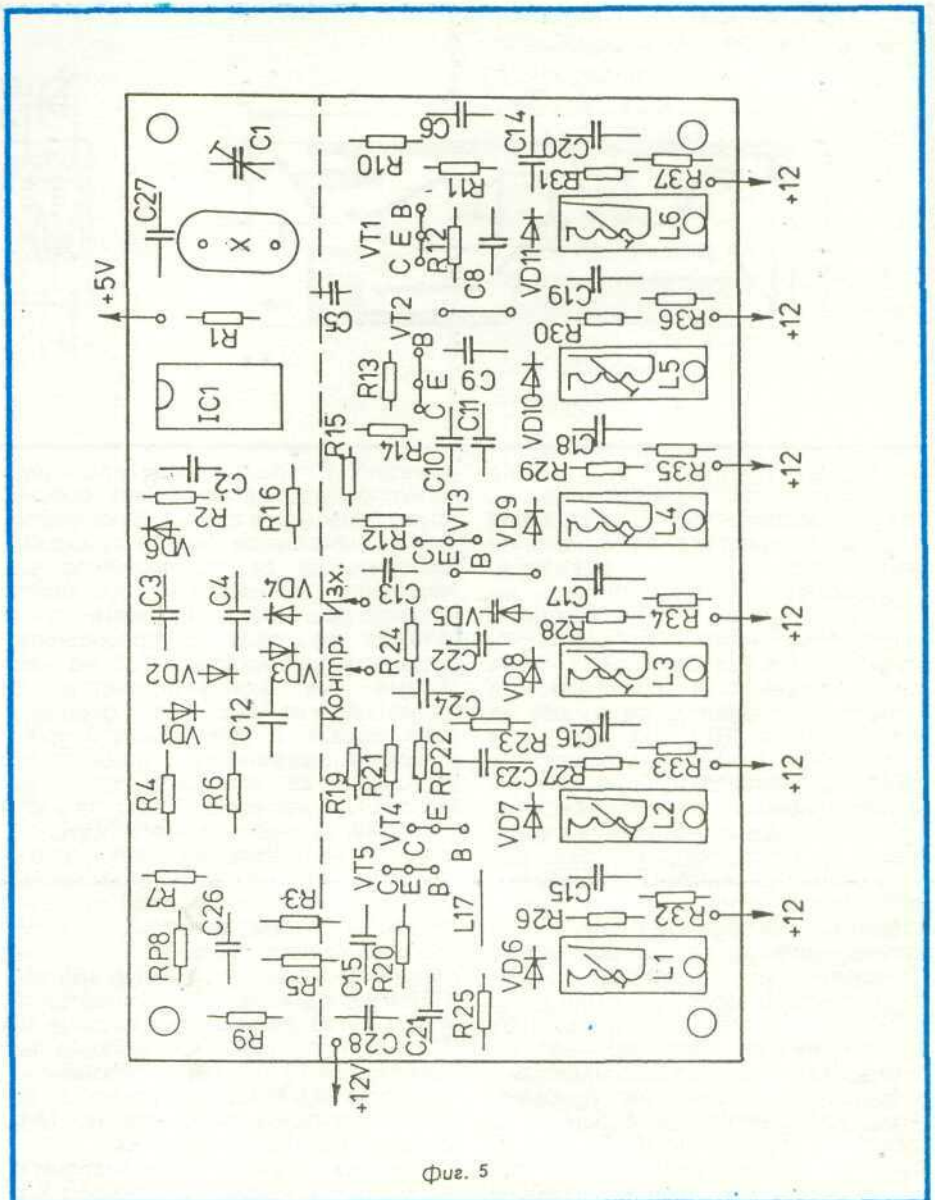 +5V
C27
C1
X
R1
IC1
C2
R2
VD6
R16
C3
C4
VD4
VD2
VD3
VD1
C12
R4
R6
R7
R3
RP8
C26
R5
R9
C6
R10
R11
C14
C20
VT1
C E B
R12
C8
R31
R37
+12
L6
VD11
C5
VT2
B
E
C
R13
C9
C19
R30
R36
+12
L5
VD10
R15
R14
C10
C11
C18
R29
R35
+12
L4
VD9
R12
VT3
C
E
B
Изх.
C13
VD5
C17
R28
R34
+12
L3
VD8
Контр.
R24
C22
C24
R23
C16
R27
R33
+12
L2
VD7
R19
R21
RP22
C23
VT4
C
E
B
VT5
C
E
B
L17
C15
R26
R32
+12
L1
VD6
C15
R20
R25
C28
C21
+12V
Фиг. 5